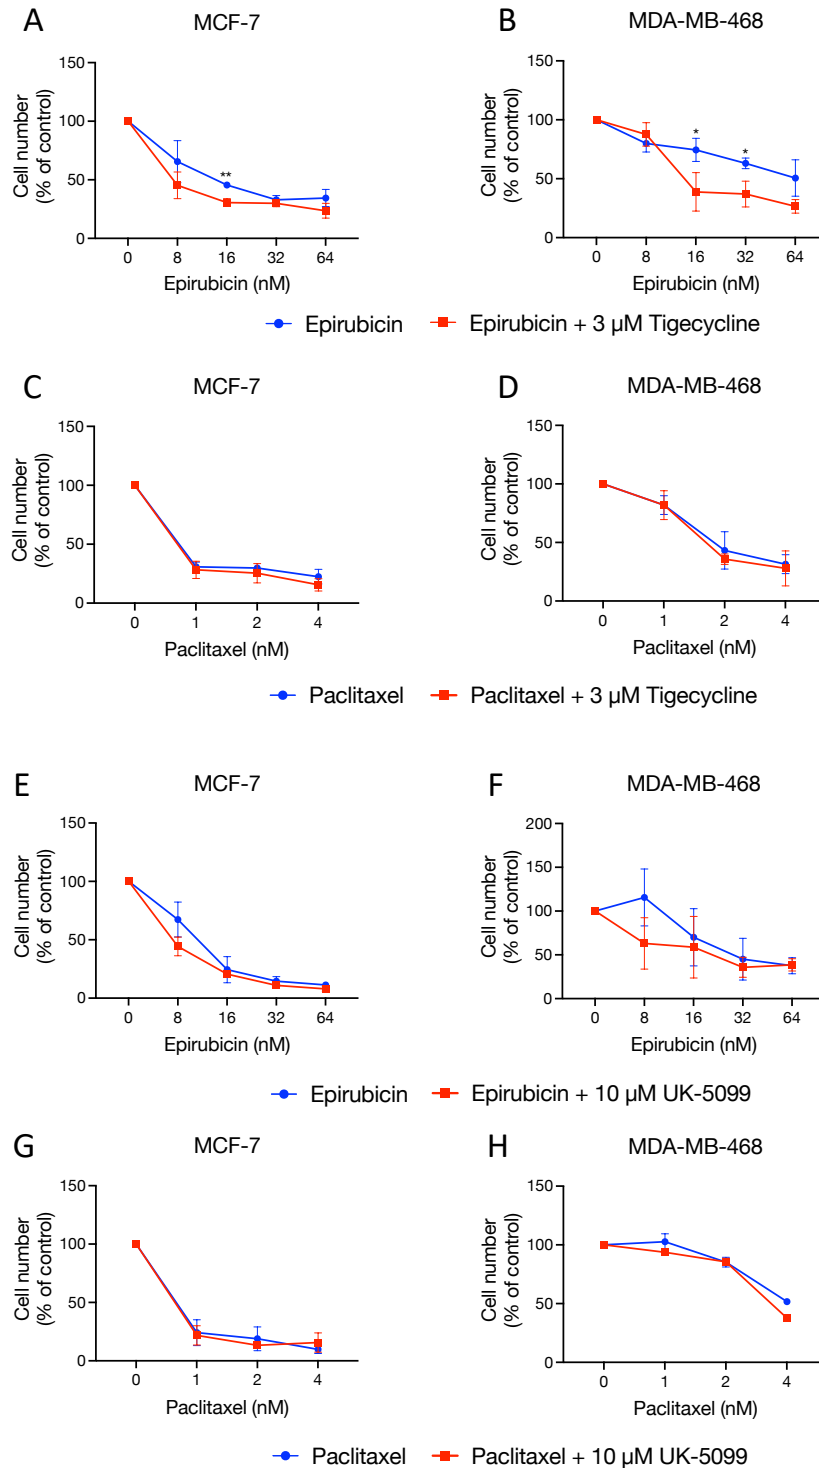 A
MCF-7
Cell number
(% of control)
150
100
50
0
**
0 8 16 32 64
Epirubicin (nM)
B
MDA-MB-468
Cell number
(% of control)
150
100
50
0
* *
0 8 16 32 64
Epirubicin (nM)
Epirubicin Epirubicin + 3 µM Tigecycline
C
MCF-7
Cell number
(% of control)
150
100
50
0
0 1 2 4
Paclitaxel (nM)
D
MDA-MB-468
Cell number
(% of control)
150
100
50
0
0 1 2 4
Paclitaxel (nM)
Paclitaxel Paclitaxel + 3 µM Tigecycline
E
MCF-7
Cell number
(% of control)
150
100
50
0
0 8 16 32 64
Epirubicin (nM)
F
MDA-MB-468
Cell number
(% of control)
200
150
100
50
0
0 8 16 32 64
Epirubicin (nM)
Epirubicin Epirubicin + 10 µM UK-5099
G
MCF-7
Cell number
(% of control)
150
100
50
0
0 1 2 4
Paclitaxel (nM)
H
MDA-MB-468
Cell number
(% of control)
150
100
50
0
0 1 2 4
Paclitaxel (nM)
Paclitaxel Paclitaxel + 10 µM UK-5099